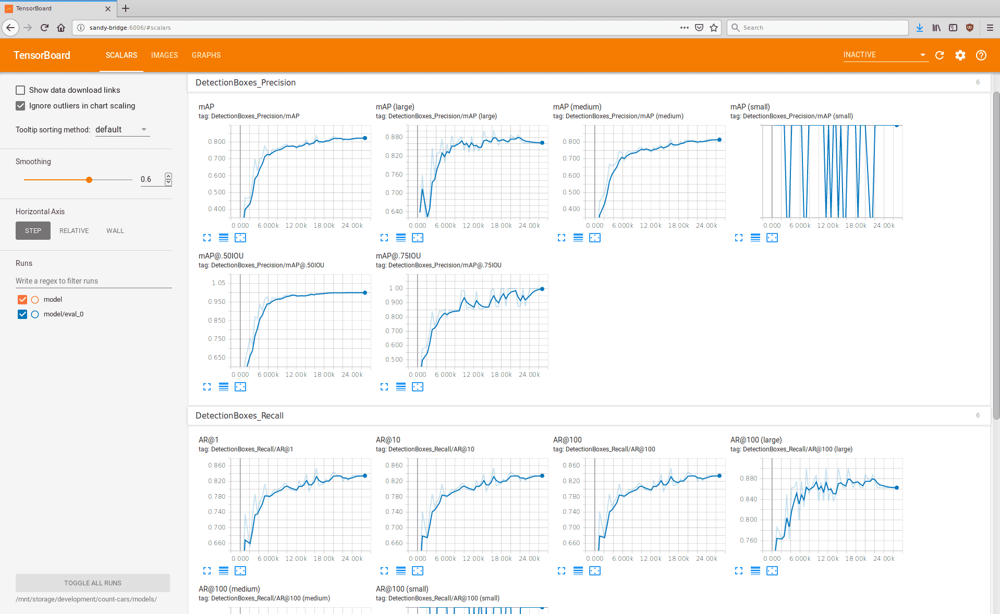 TensorBoard
sandy-bridge:6006/#scalars
Search
TensorBoard
SCALARS
IMAGES
GRAPHS
INACTIVE
Show data download links
Ignore outliers in chart scaling
Tooltip sorting method: default
Smoothing
0.6
Horizontal Axis
STEP
RELATIVE
WALL
Runs
Write a regex to filter runs
model
model/eval_0
TOGGLE ALL RUNS
/mnt/storage/development/count-cars/models/
DetectionBoxes_Precision
6
mAP
tag: DetectionBoxes_Precision/mAP
0.800
0.700
0.600
0.500
0.400
0.000 6.000k 12.00k 18.00k 24.00k
mAP (large)
tag: DetectionBoxes_Precision/mAP (large)
0.880
0.820
0.760
0.700
0.640
0.000 6.000k 12.00k 18.00k 24.00k
mAP (medium)
tag: DetectionBoxes_Precision/mAP (medium)
0.800
0.700
0.600
0.500
0.400
0.000 6.000k 12.00k 18.00k 24.00k
mAP (small)
tag: DetectionBoxes_Precision/mAP (small)
0.000 6.000k 12.00k 18.00k 24.00k
mAP@.50IOU
tag: DetectionBoxes_Precision/mAP@.50IOU
1.05
0.950
0.850
0.750
0.650
0.000 6.000k 12.00k 18.00k 24.00k
mAP@.75IOU
tag: DetectionBoxes_Precision/mAP@.75IOU
1.00
0.900
0.800
0.700
0.600
0.500
0.000 6.000k 12.00k 18.00k 24.00k
DetectionBoxes_Recall
6
AR@1
tag: DetectionBoxes_Recall/AR@1
0.860
0.820
0.780
0.740
0.700
0.660
0.000 6.000k 12.00k 18.00k 24.00k
AR@10
tag: DetectionBoxes_Recall/AR@10
0.860
0.820
0.780
0.740
0.700
0.660
0.000 6.000k 12.00k 18.00k 24.00k
AR@100
tag: DetectionBoxes_Recall/AR@100
0.860
0.820
0.780
0.740
0.700
0.660
0.000 6.000k 12.00k 18.00k 24.00k
AR@100 (large)
tag: DetectionBoxes_Recall/AR@100 (large)
0.880
0.840
0.800
0.760
0.000 6.000k 12.00k 18.00k 24.00k
AR@100 (medium)
tag: DetectionBoxes_Recall/AR@100 (medium)
AR@100 (small)
tag: DetectionBoxes_Recall/AR@100 (small)